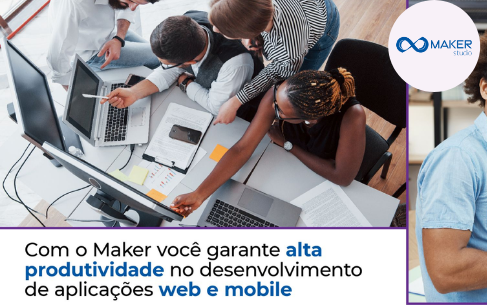 MAKER
studio
Com o Maker você garante alta
produtividade no desenvolvimento
de aplicações web e mobile